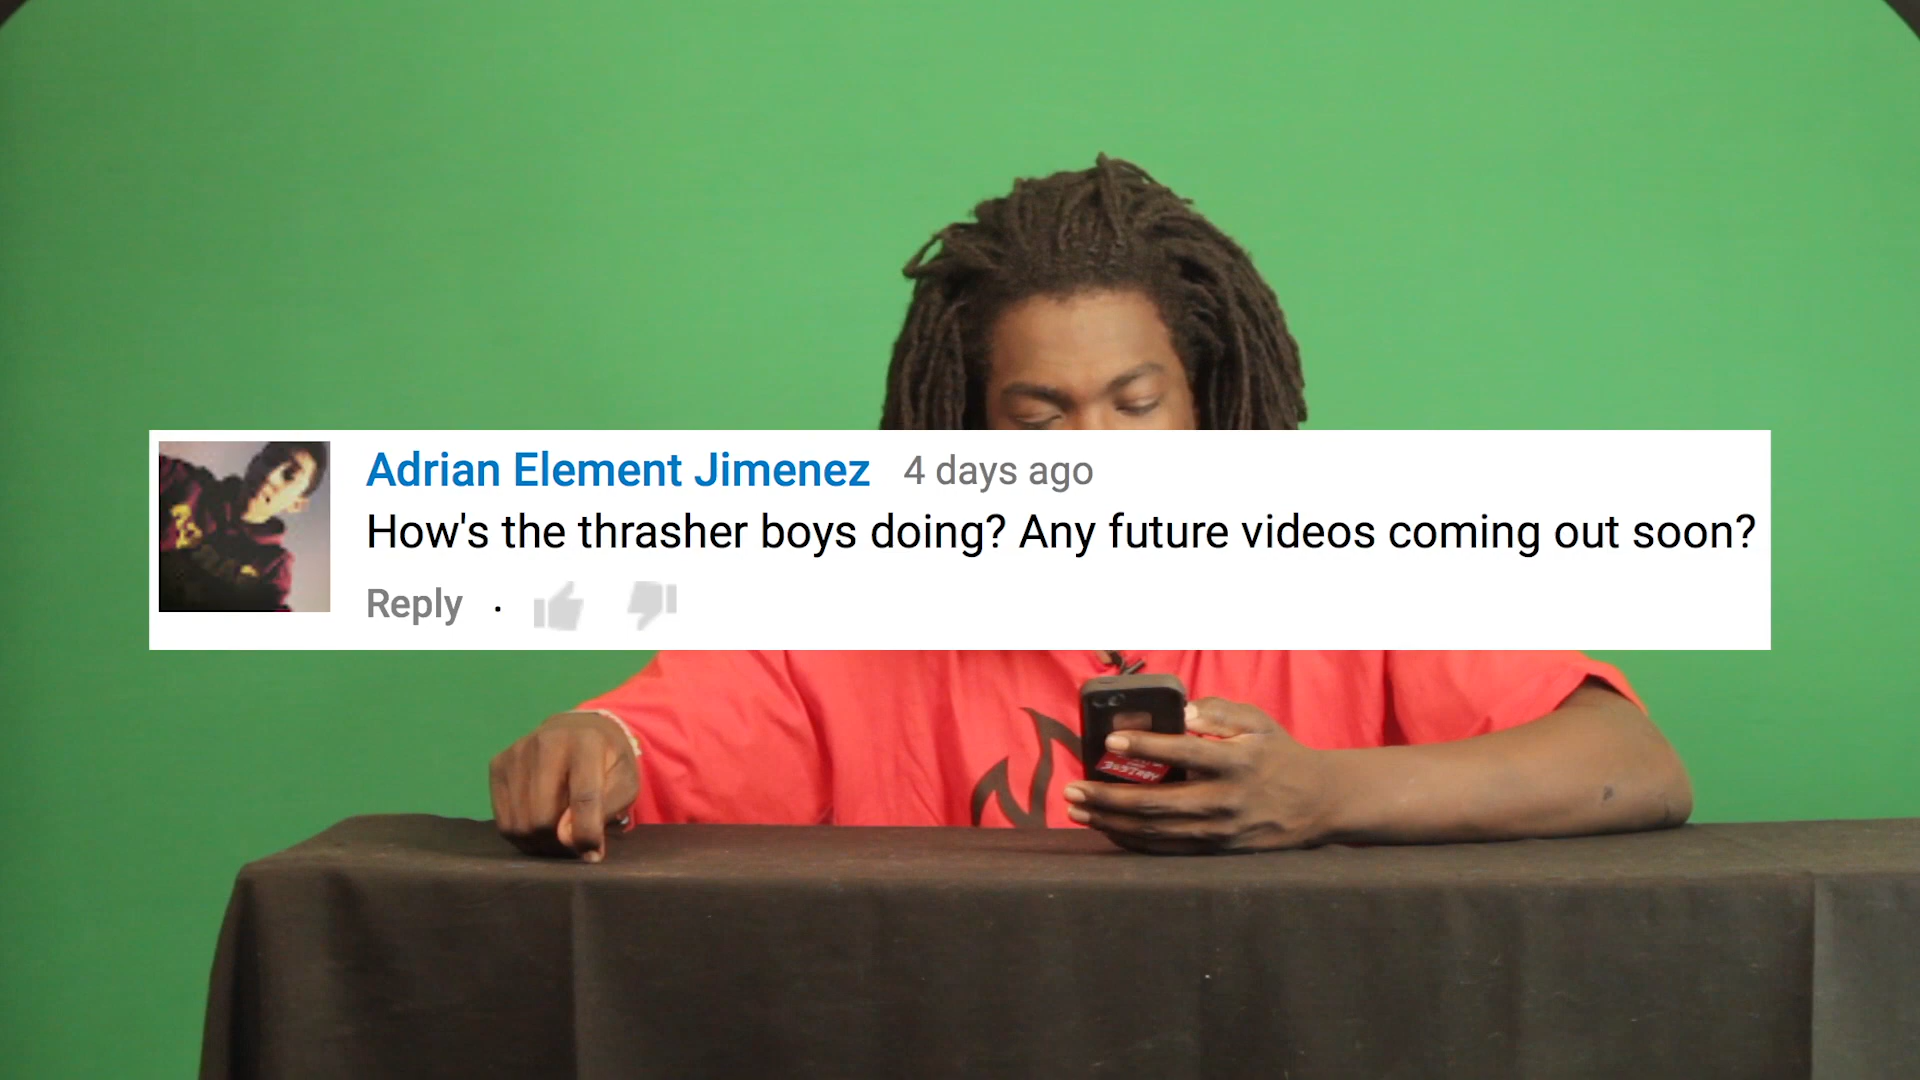 Adrian Element Jimenez 4 days ago
How's the thrasher boys doing? Any future videos coming out soon?
Reply ·